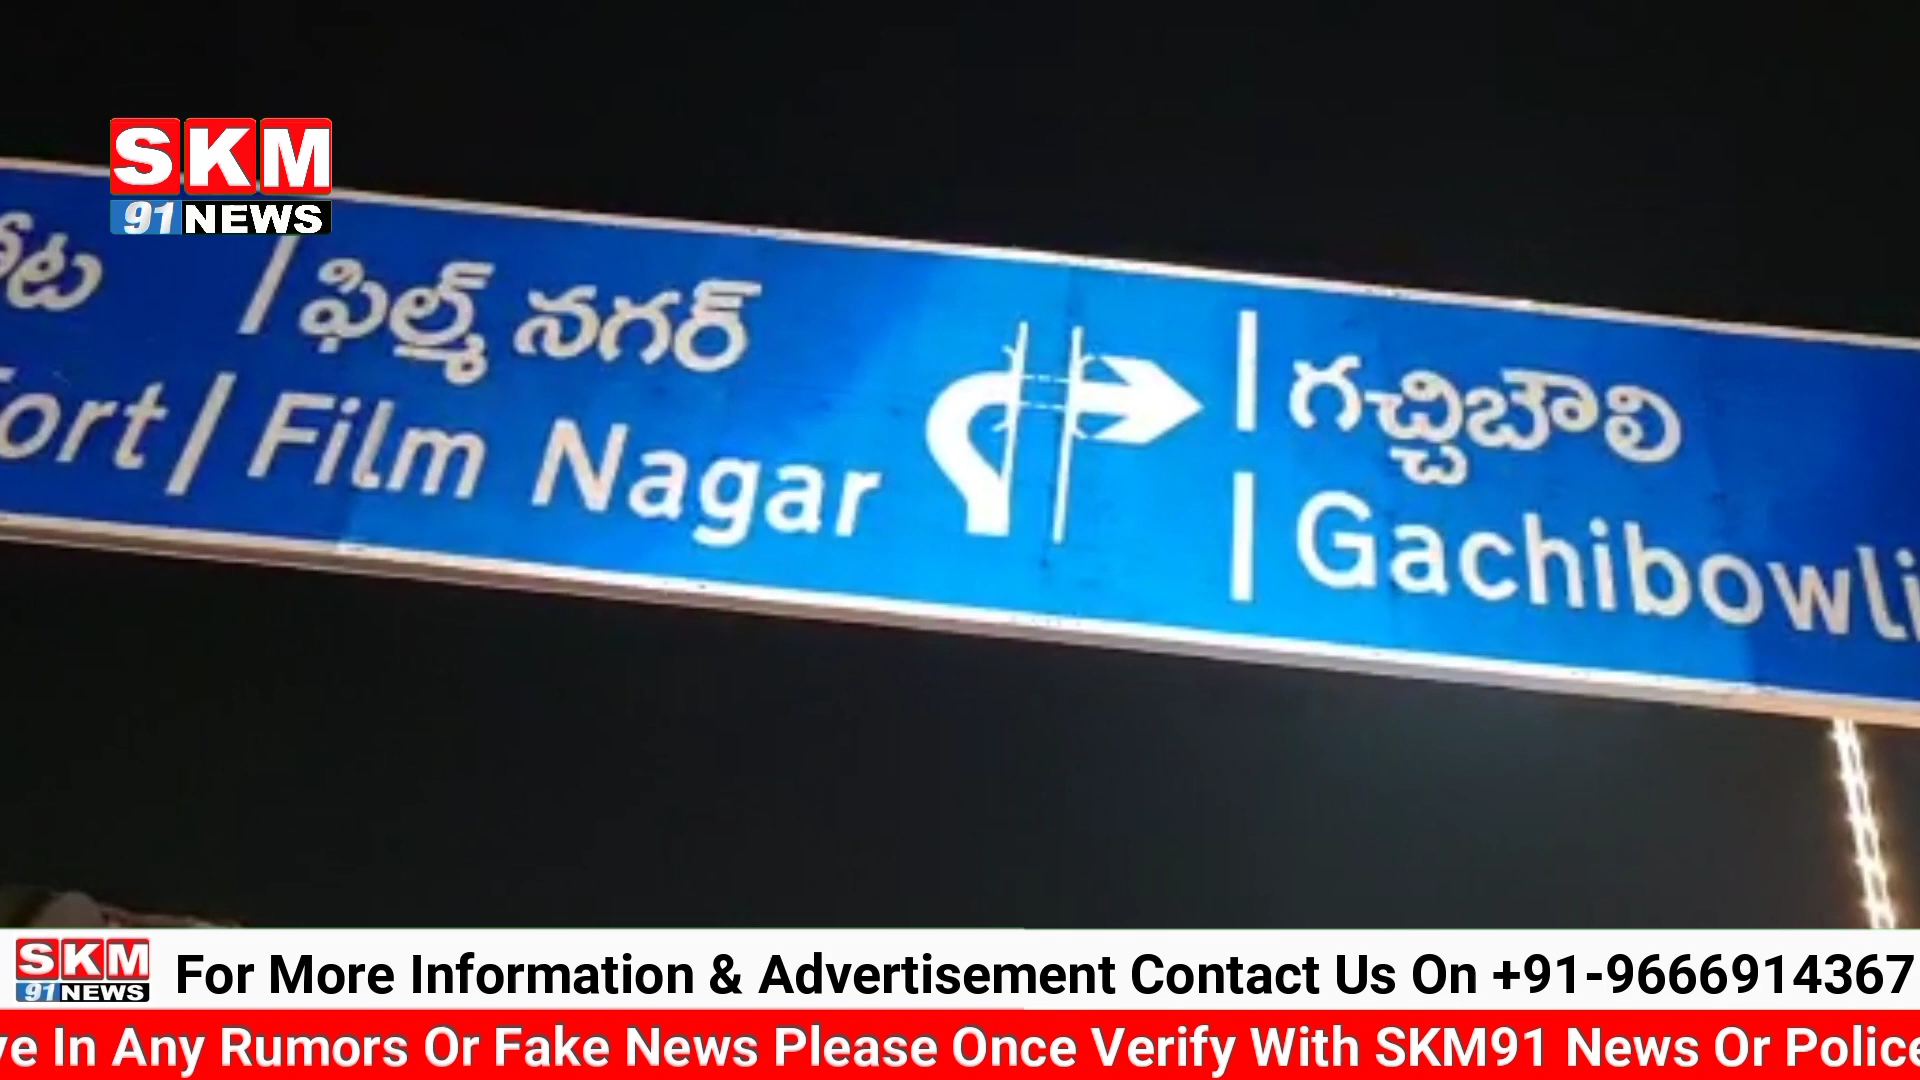 SKM
91 NEWS
ఫిల్మ్ నగర్
గచ్చిబౌలి
Film Nagar
Gachibowli
SKM
91 NEWS
For More Information & Advertisement Contact Us On +91-9666914367
In Any Rumors Or Fake News Please Once Verify With SKM91 News Or Police